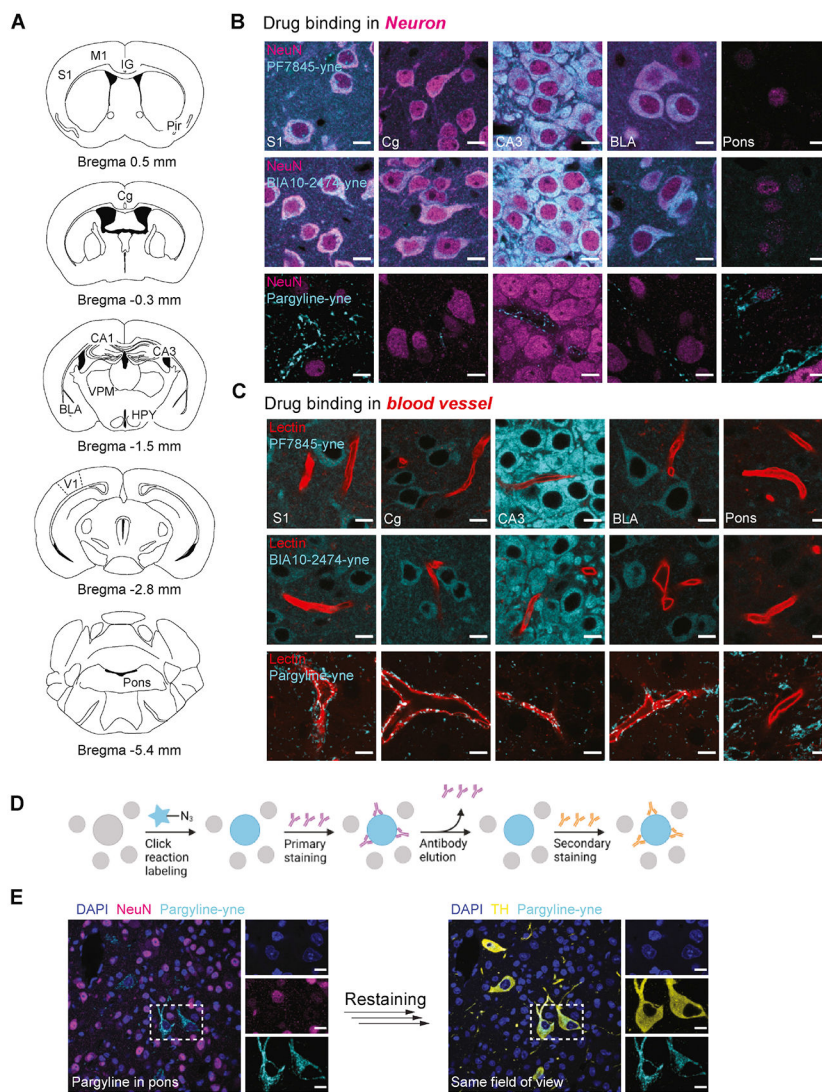 A
M1
IG
S1
Pir
Bregma 0.5 mm
Cg
Bregma -0.3 mm
CA1
CA3
VPM
BLA
HPY
Bregma -1.5 mm
V1
Bregma -2.8 mm
Pons
Bregma -5.4 mm
B Drug binding in Neuron
NeuN
PF7845-yne
S1 Cg CA3 BLA Pons
NeuN
BIA10-2474-yne
NeuN
Pargyline-yne
C Drug binding in blood vessel
Lectin
PF7845-yne
S1 Cg CA3 BLA Pons
Lectin
BIA10-2474-yne
Lectin
Pargyline-yne
D
N3
Click
reaction
labeling
Primary
staining
Antibody
elution
Secondary
staining
E
DAPI NeuN Pargyline-yne
Pargyline in pons
Restaining
DAPI TH Pargyline-yne
Same field of view